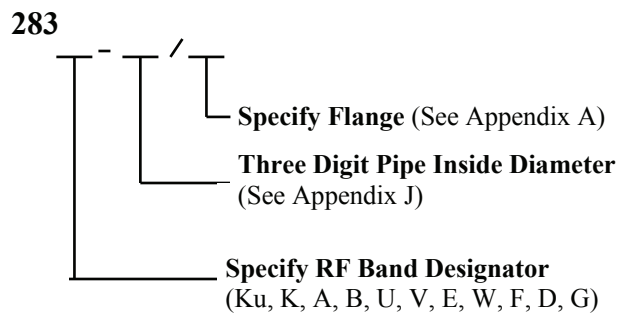 283
- /
Specify Flange (See Appendix A)
Three Digit Pipe Inside Diameter
(See Appendix J)
Specify RF Band Designator
(Ku, K, A, B, U, V, E, W, F, D, G)